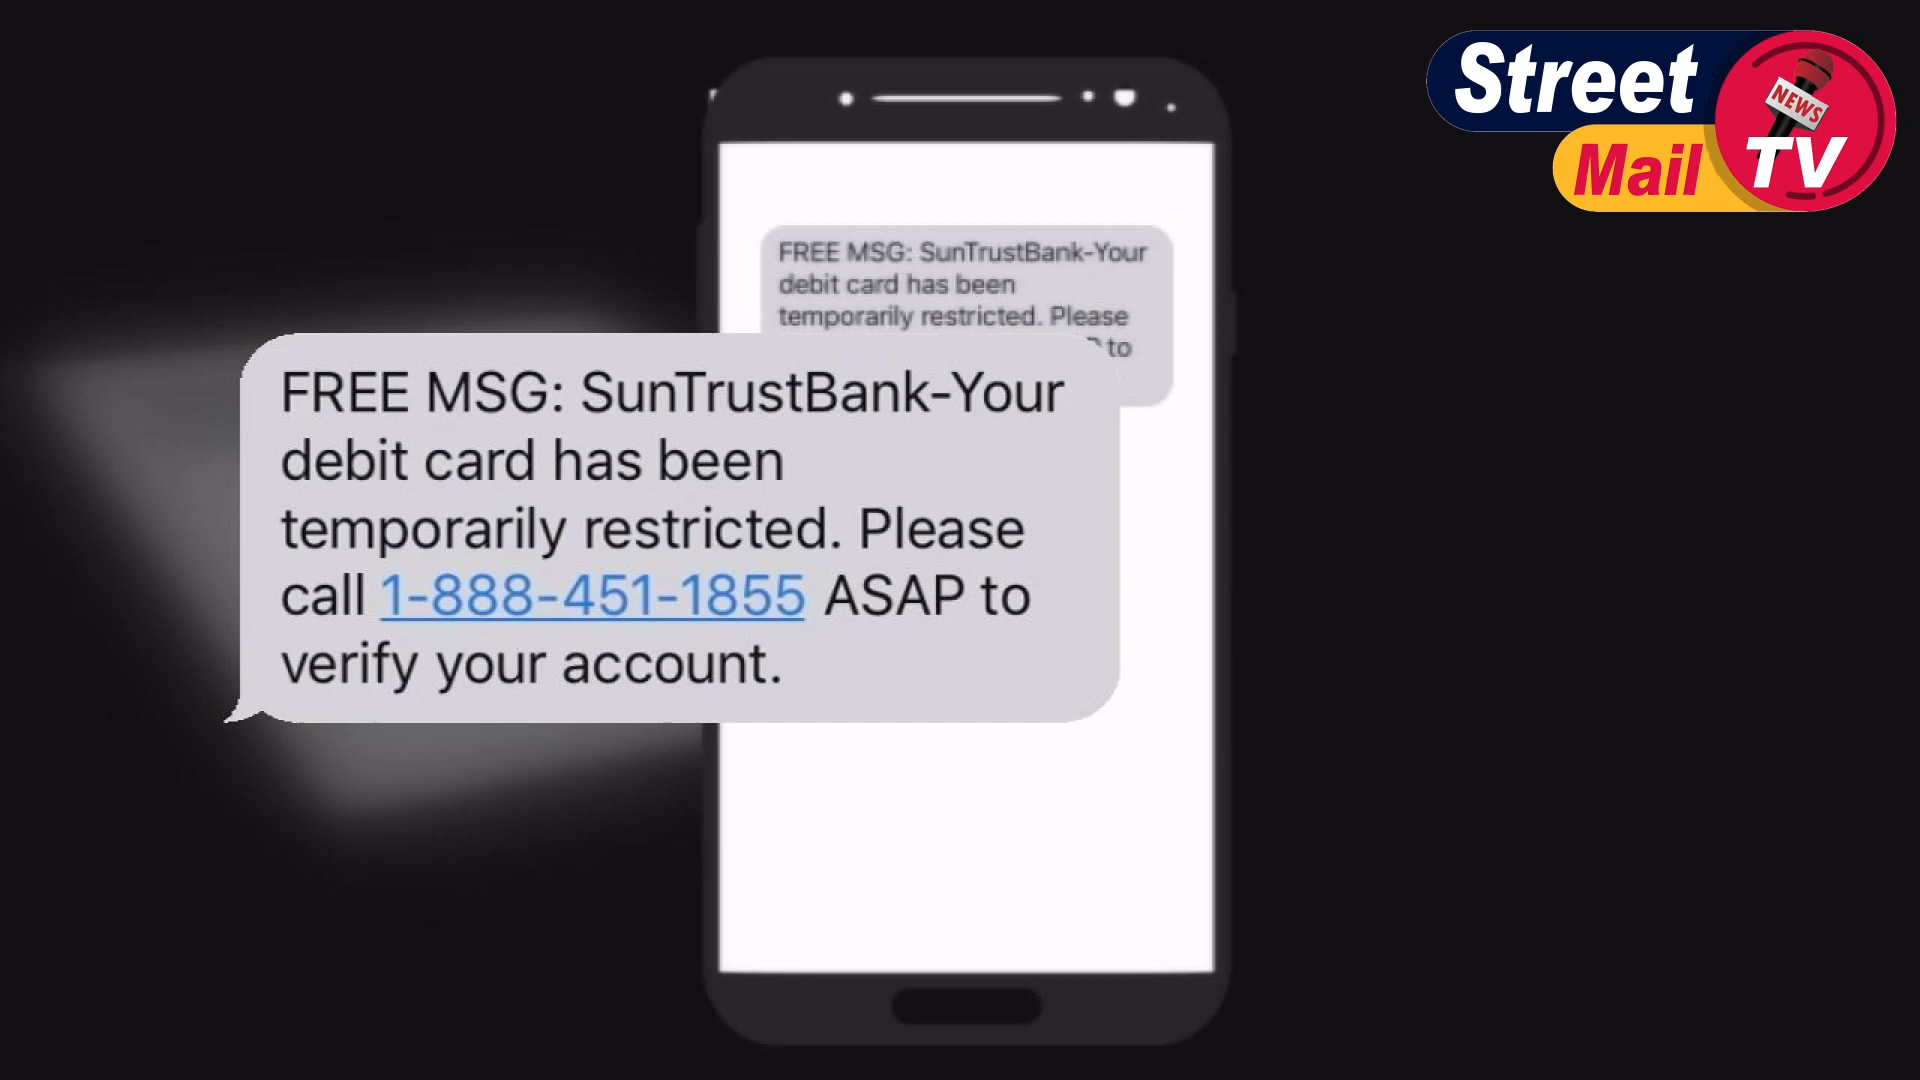 Street
Mail
NEWS
TV
FREE MSG: SunTrustBank-Your
debit card has been
temporarily restricted. Please
to
FREE MSG: SunTrustBank-Your
debit card has been
temporarily restricted. Please
call 1-888-451-1855 ASAP to
verify your account.